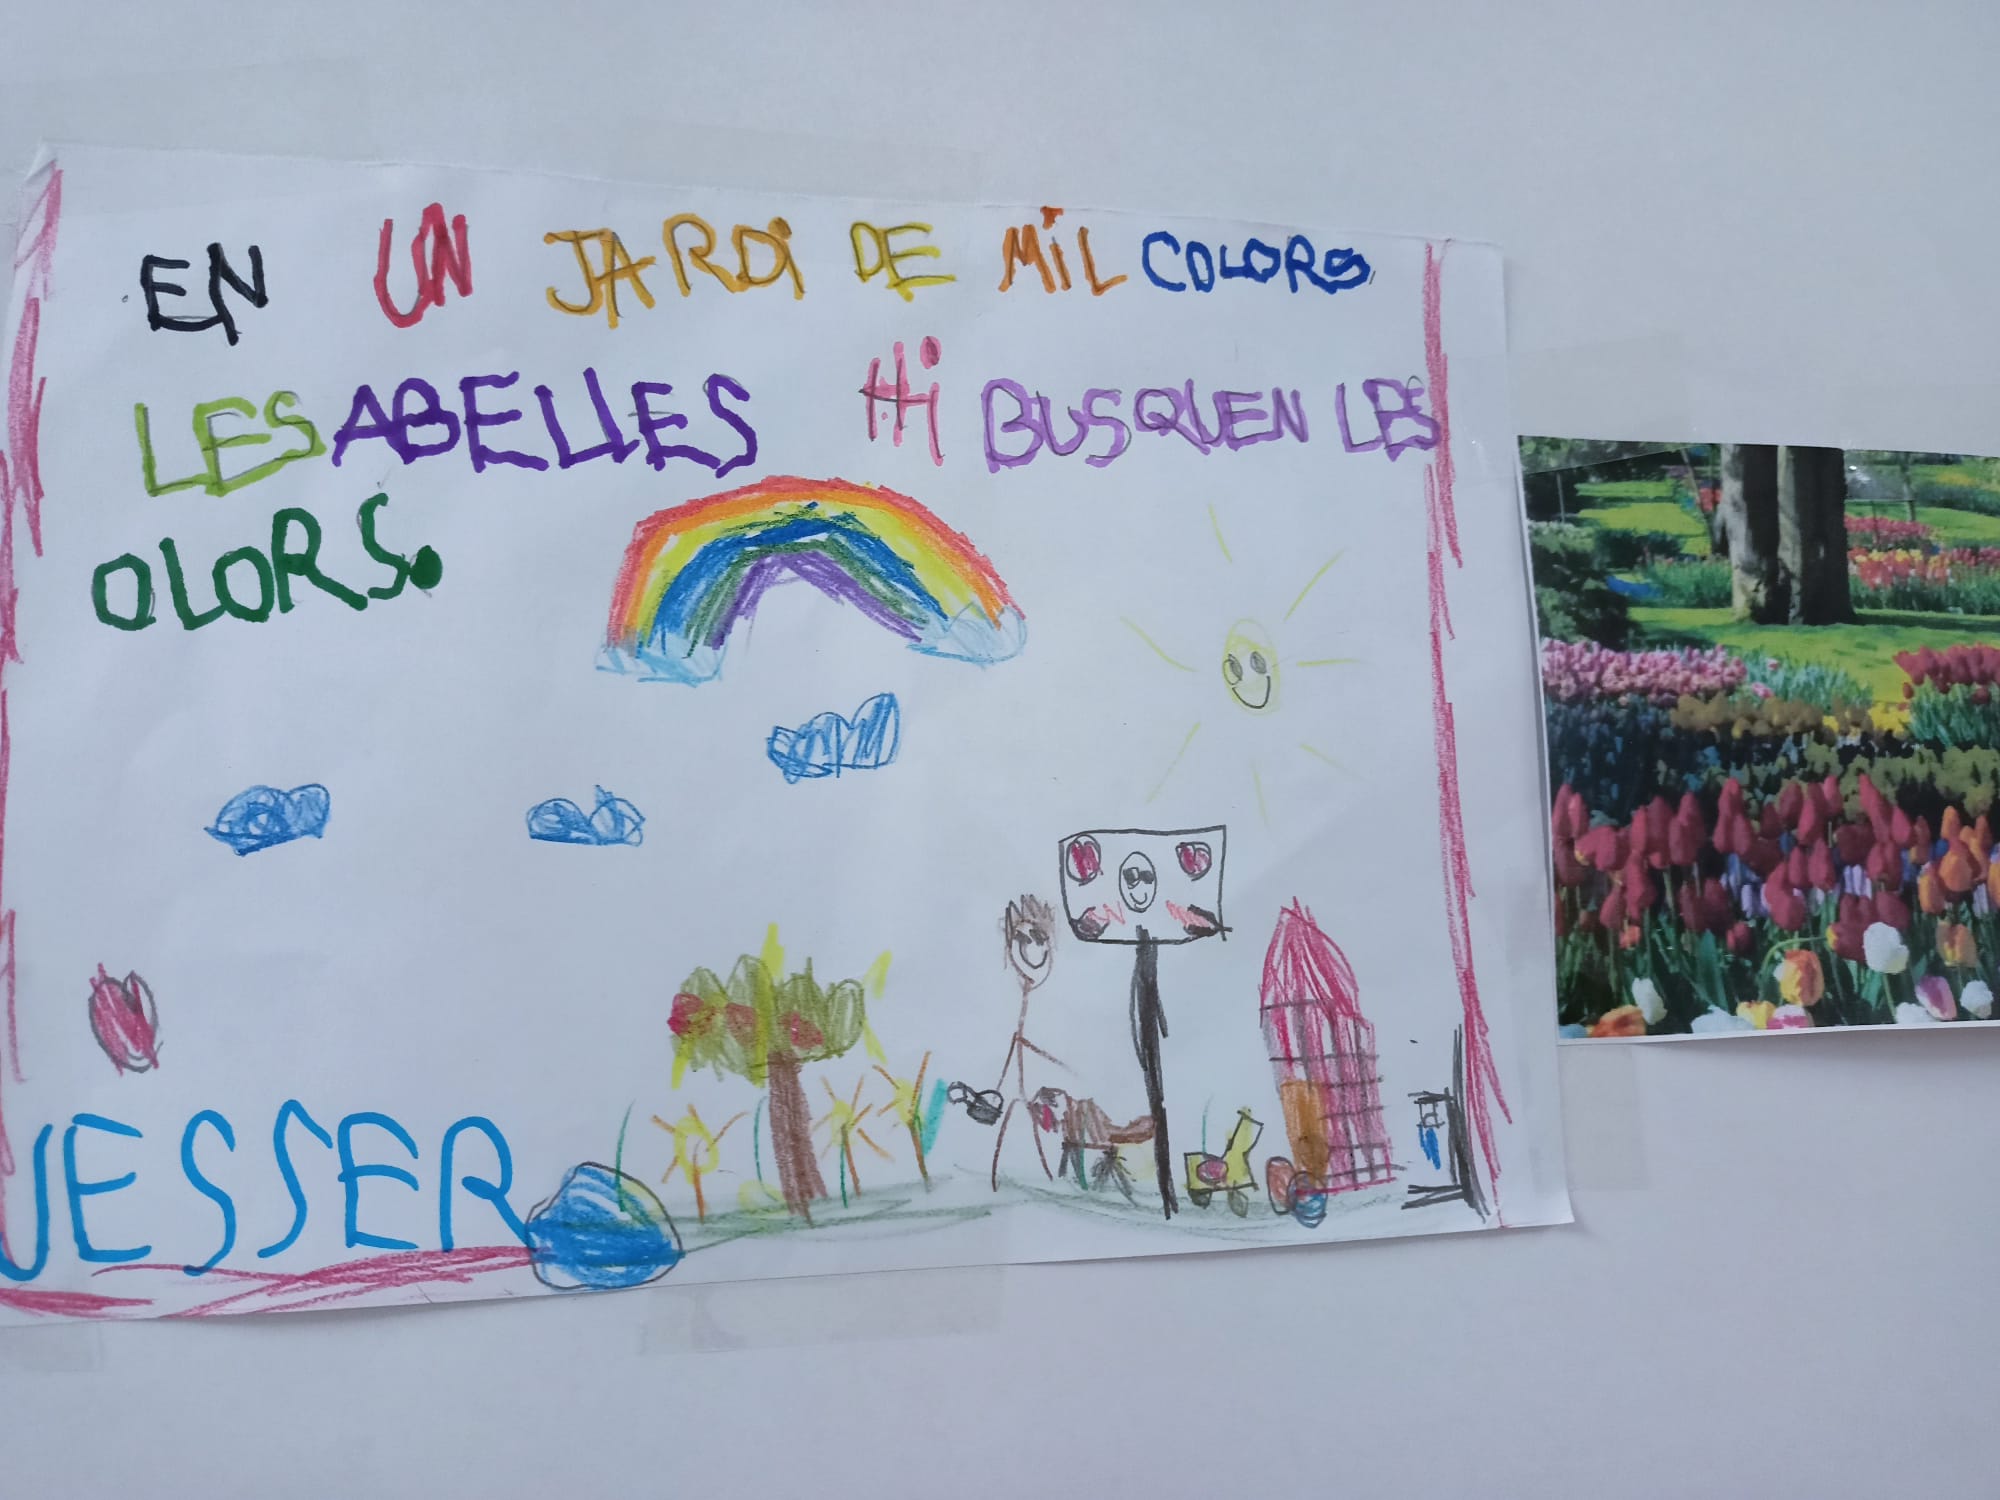 EN UN JARDi DE MiL COLORS
LES ABELLES Hi BUSQUEN LES
OLORS.
JESSER